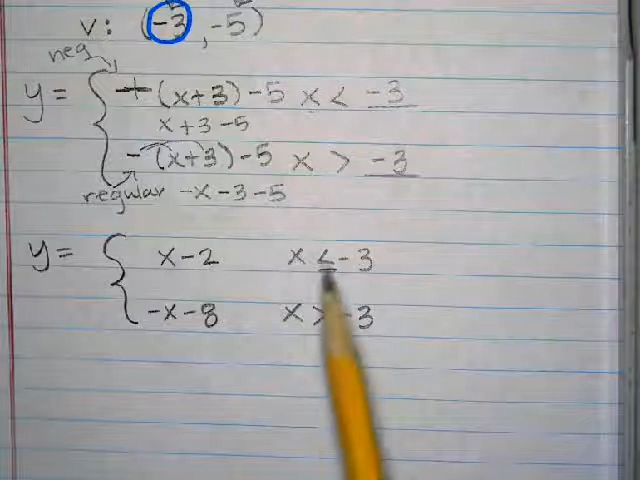 v: (-3, -5)
neg
y = { +(x+3)-5 x < -3
x+3-5
-(x+3)-5 x > -3
regular -x-3-5
y = { x-2 x ≤ -3
-x-8 x > -3